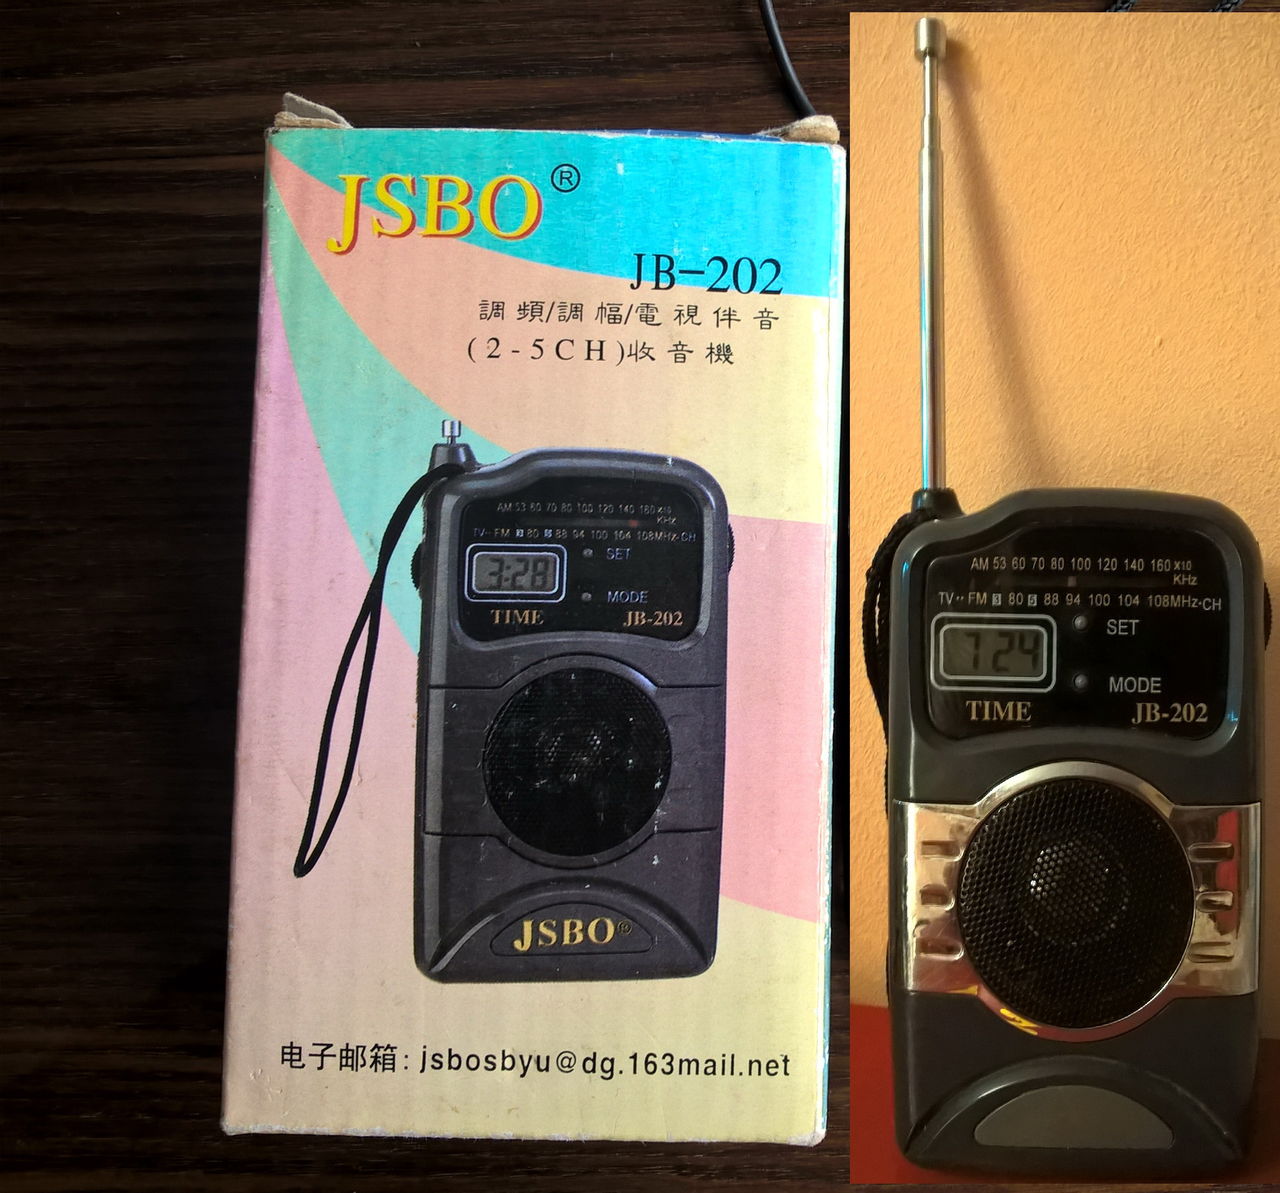 JSBO®
JB-202
調頻/調幅/電視伴音
(2-5CH)收音機
AM 53 60 70 80 100 120 140 160 X10
KHz
TV·· FM 3 80 5 88 94 100 104 108MHz·CH
SET
3:28
MODE
TIME JB-202
JSBO®
电子邮箱: jsbosbyu@dg.163mail.net
AM 53 60 70 80 100 120 140 160 X10
KHz
TV·· FM 3 80 5 88 94 100 104 108MHz·CH
SET
7 24
MODE
TIME JB-202